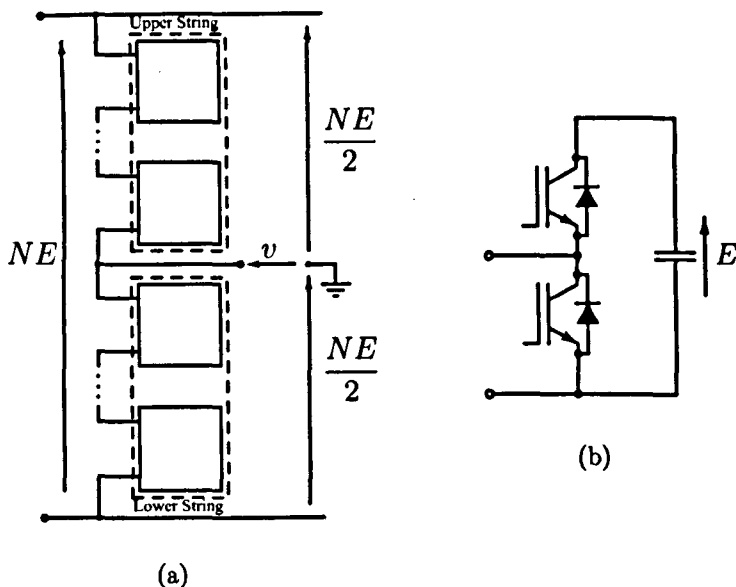 Upper String
NE/2
NE
v
E
NE/2
Lower String
(a)
(b)